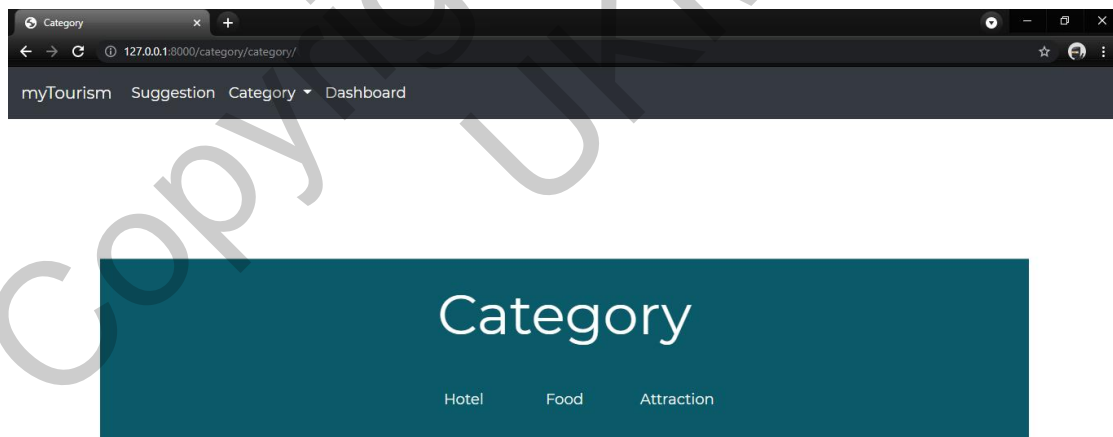 Category
127.0.0.1:8000/category/category/
myTourism Suggestion Category Dashboard
Category
Hotel Food Attraction